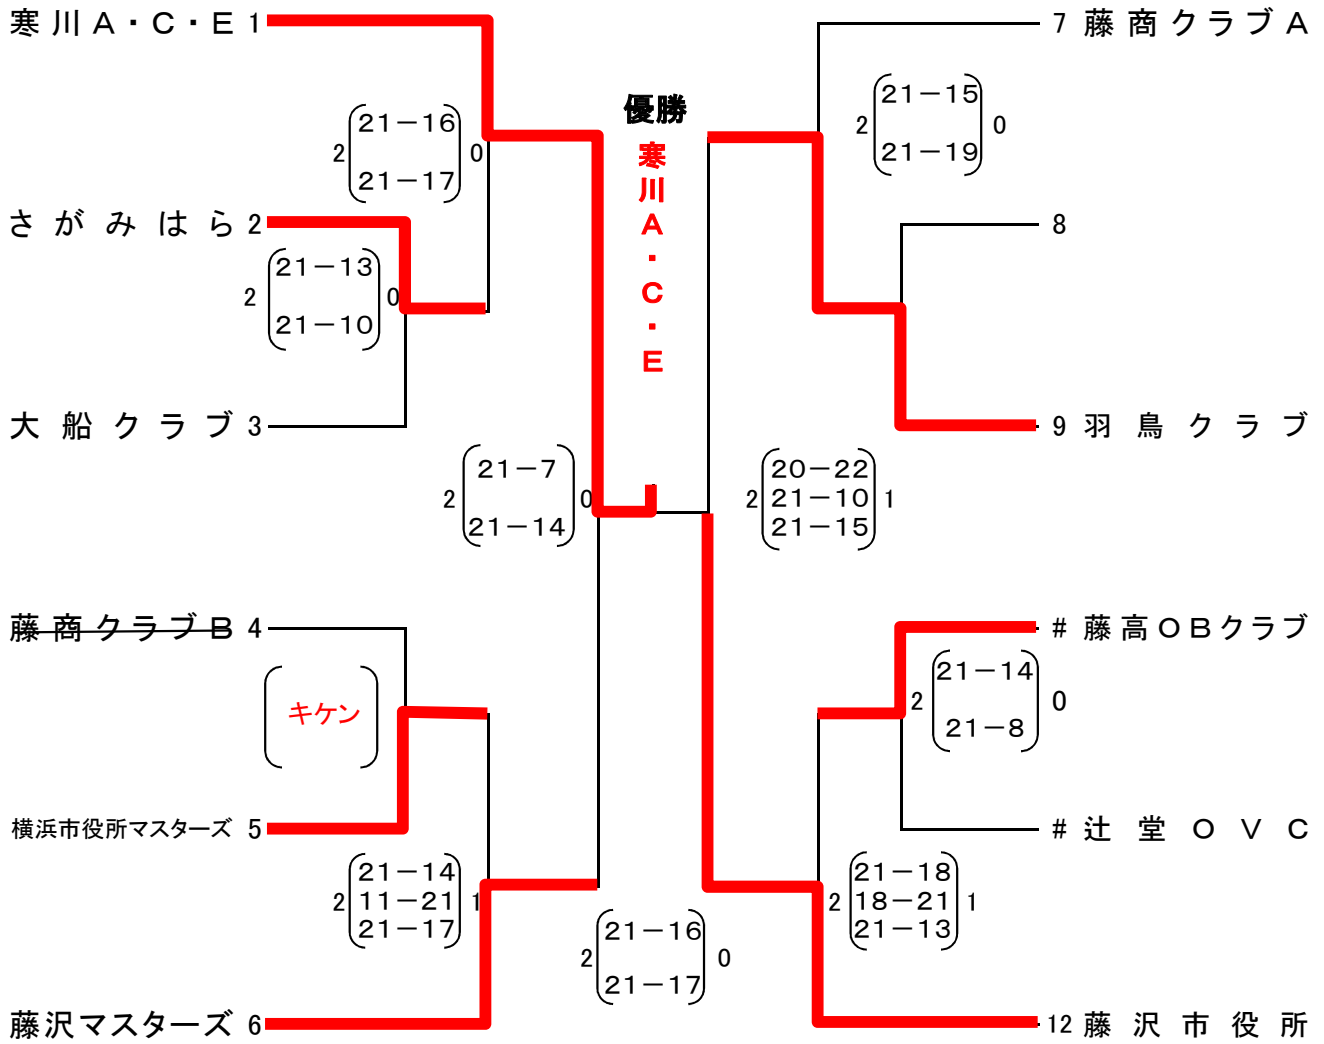 寒川Ａ・Ｃ・Ｅ 1
7 藤商クラブＡ
優勝
寒川Ａ・Ｃ・Ｅ
2 21－16 0
21－17
2 21－15 0
21－19
さがみはら 2
8
2 21－13 0
21－10
大船クラブ 3
9 羽鳥クラブ
2 21－7 0
21－14
20－22
2 21－10 1
21－15
藤商クラブＢ 4
# 藤高ＯＢクラブ
キケン
2 21－14 0
21－8
横浜市役所マスターズ 5
# 辻堂ＯＶＣ
21－14
2 11－21 1
21－17
21－18
2 18－21 1
21－13
2 21－16 0
21－17
藤沢マスターズ 6
12 藤沢市役所